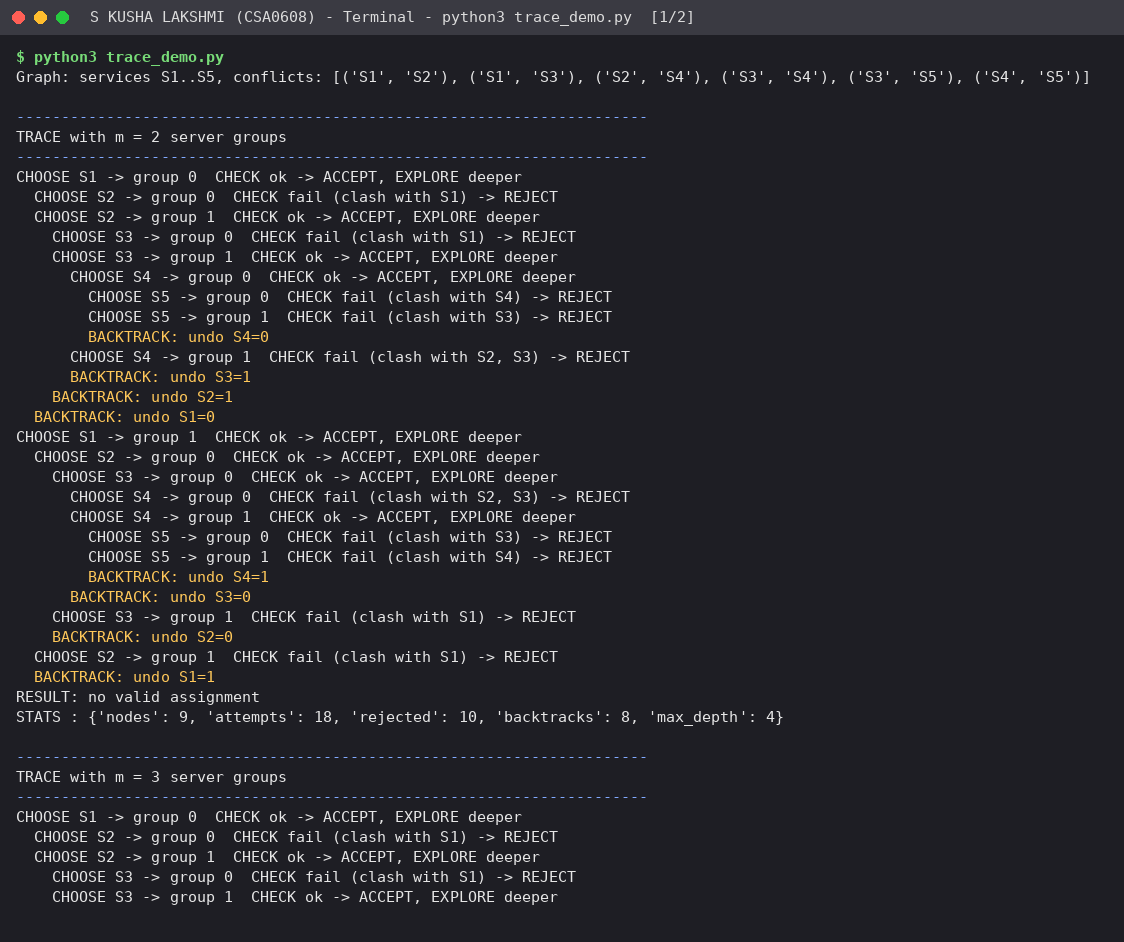 S KUSHA LAKSHMI (CSA0608) - Terminal - python3 trace_demo.py  [1/2]
$ python3 trace_demo.py
Graph: services S1..S5, conflicts: [('S1', 'S2'), ('S1', 'S3'), ('S2', 'S4'), ('S3', 'S4'), ('S3', 'S5'), ('S4', 'S5')]
----------------------------------------------------------------------
TRACE with m = 2 server groups
----------------------------------------------------------------------
CHOOSE S1 -> group 0  CHECK ok -> ACCEPT, EXPLORE deeper
  CHOOSE S2 -> group 0  CHECK fail (clash with S1) -> REJECT
  CHOOSE S2 -> group 1  CHECK ok -> ACCEPT, EXPLORE deeper
    CHOOSE S3 -> group 0  CHECK fail (clash with S1) -> REJECT
    CHOOSE S3 -> group 1  CHECK ok -> ACCEPT, EXPLORE deeper
      CHOOSE S4 -> group 0  CHECK ok -> ACCEPT, EXPLORE deeper
        CHOOSE S5 -> group 0  CHECK fail (clash with S4) -> REJECT
        CHOOSE S5 -> group 1  CHECK fail (clash with S3) -> REJECT
        BACKTRACK: undo S4=0
      CHOOSE S4 -> group 1  CHECK fail (clash with S2, S3) -> REJECT
      BACKTRACK: undo S3=1
    BACKTRACK: undo S2=1
  BACKTRACK: undo S1=0
CHOOSE S1 -> group 1  CHECK ok -> ACCEPT, EXPLORE deeper
  CHOOSE S2 -> group 0  CHECK ok -> ACCEPT, EXPLORE deeper
    CHOOSE S3 -> group 0  CHECK ok -> ACCEPT, EXPLORE deeper
      CHOOSE S4 -> group 0  CHECK fail (clash with S2, S3) -> REJECT
      CHOOSE S4 -> group 1  CHECK ok -> ACCEPT, EXPLORE deeper
        CHOOSE S5 -> group 0  CHECK fail (clash with S3) -> REJECT
        CHOOSE S5 -> group 1  CHECK fail (clash with S4) -> REJECT
        BACKTRACK: undo S4=1
      BACKTRACK: undo S3=0
    CHOOSE S3 -> group 1  CHECK fail (clash with S1) -> REJECT
    BACKTRACK: undo S2=0
  CHOOSE S2 -> group 1  CHECK fail (clash with S1) -> REJECT
  BACKTRACK: undo S1=1
RESULT: no valid assignment
STATS : {'nodes': 9, 'attempts': 18, 'rejected': 10, 'backtracks': 8, 'max_depth': 4}
----------------------------------------------------------------------
TRACE with m = 3 server groups
----------------------------------------------------------------------
CHOOSE S1 -> group 0  CHECK ok -> ACCEPT, EXPLORE deeper
  CHOOSE S2 -> group 0  CHECK fail (clash with S1) -> REJECT
  CHOOSE S2 -> group 1  CHECK ok -> ACCEPT, EXPLORE deeper
    CHOOSE S3 -> group 0  CHECK fail (clash with S1) -> REJECT
    CHOOSE S3 -> group 1  CHECK ok -> ACCEPT, EXPLORE deeper